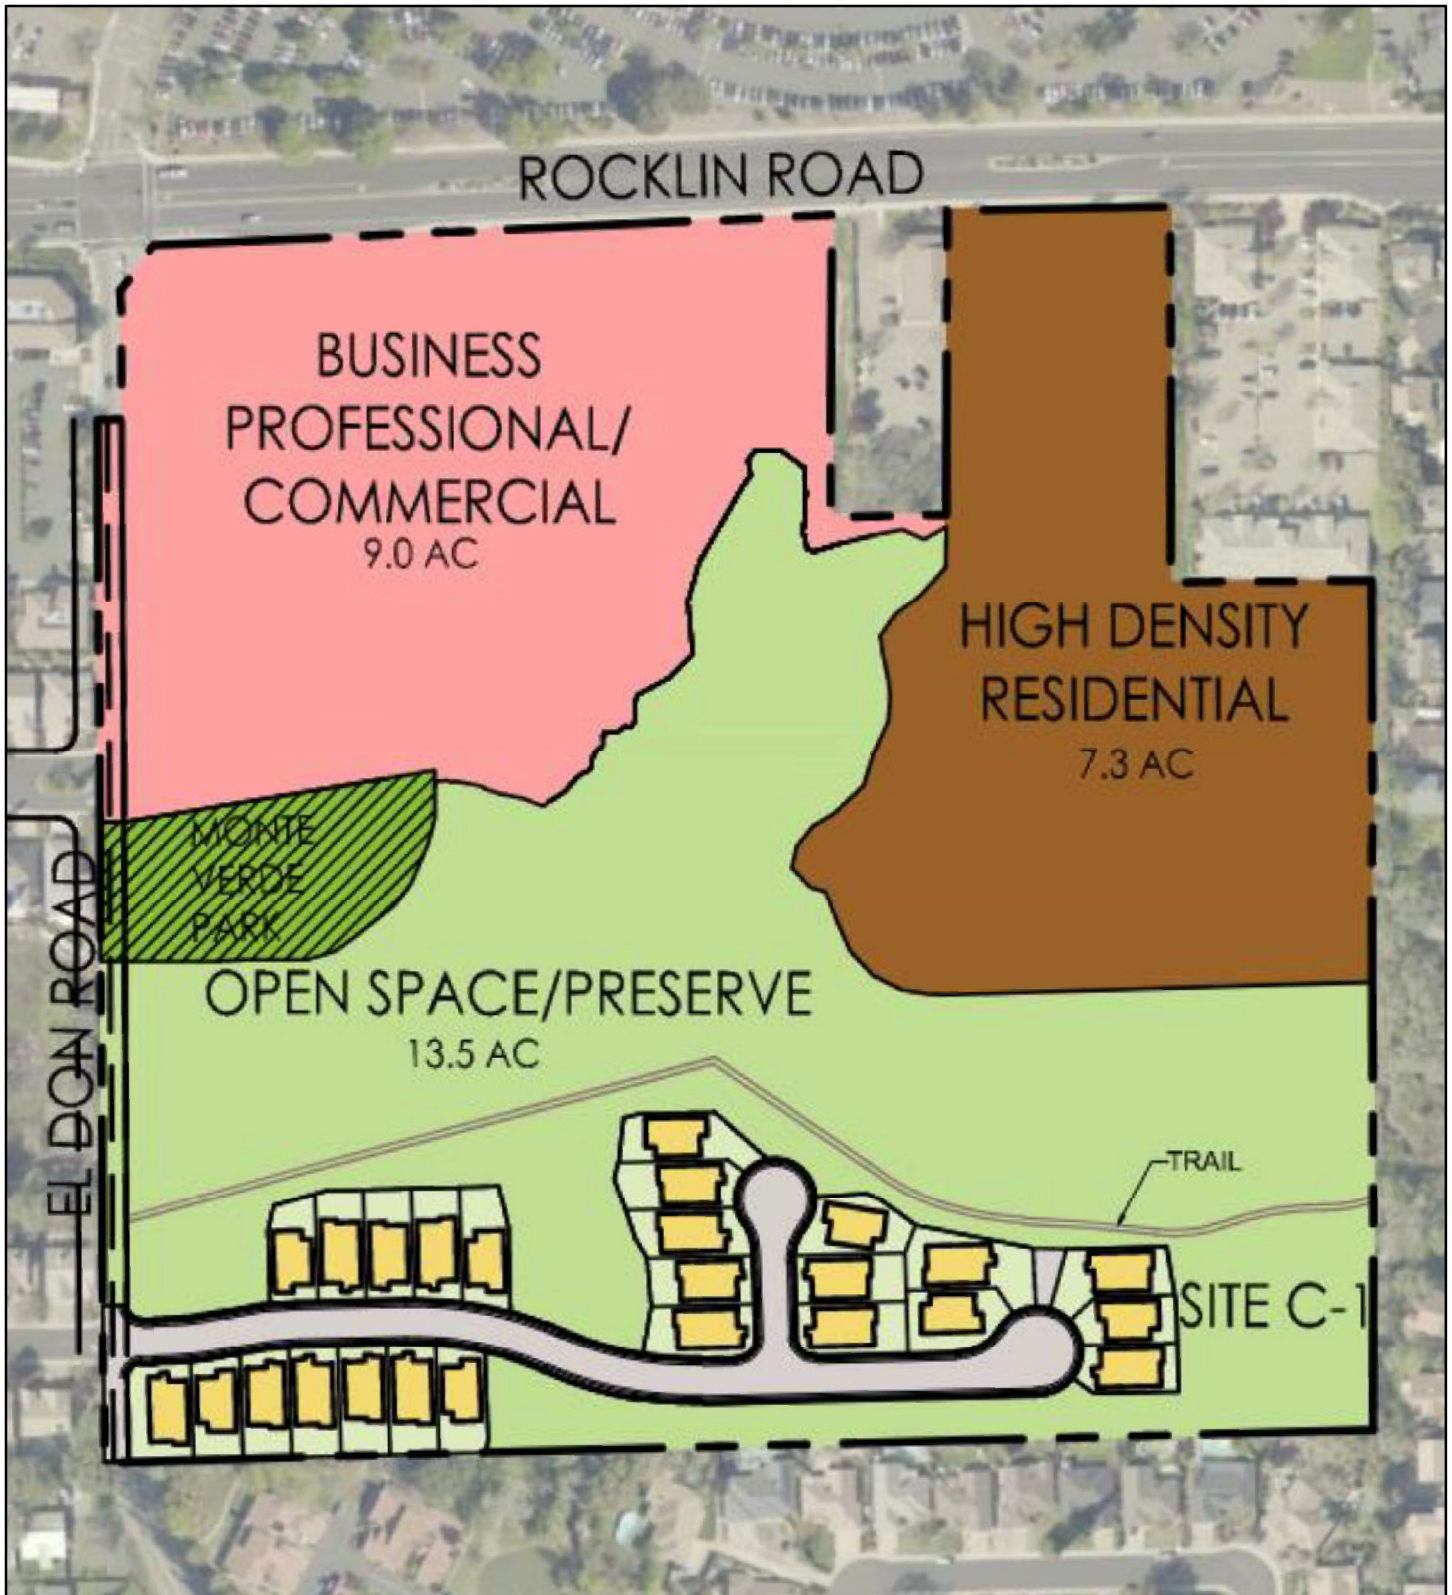 ROCKLIN ROAD
BUSINESS
PROFESSIONAL/
COMMERCIAL
9.0 AC
HIGH DENSITY
RESIDENTIAL
7.3 AC
MONTE
VERDE
PARK
EL DON ROAD
OPEN SPACE/PRESERVE
13.5 AC
TRAIL
SITE C-1